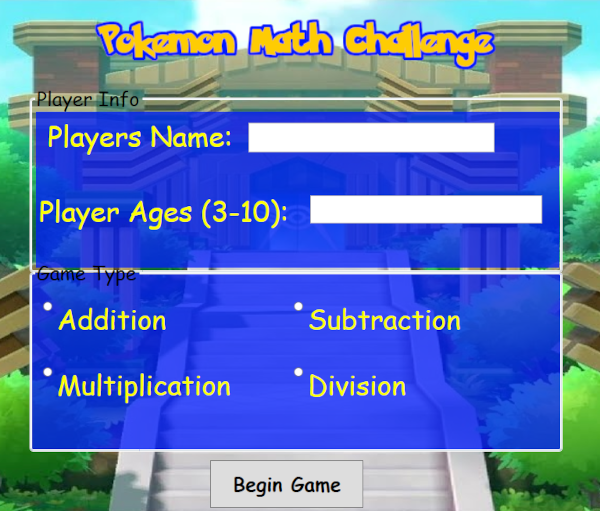 Pokemon Math Challenge
Player Info
Players Name:
Player Ages (3-10):
Game Type
Addition Subtraction
Multiplication Division
Begin Game